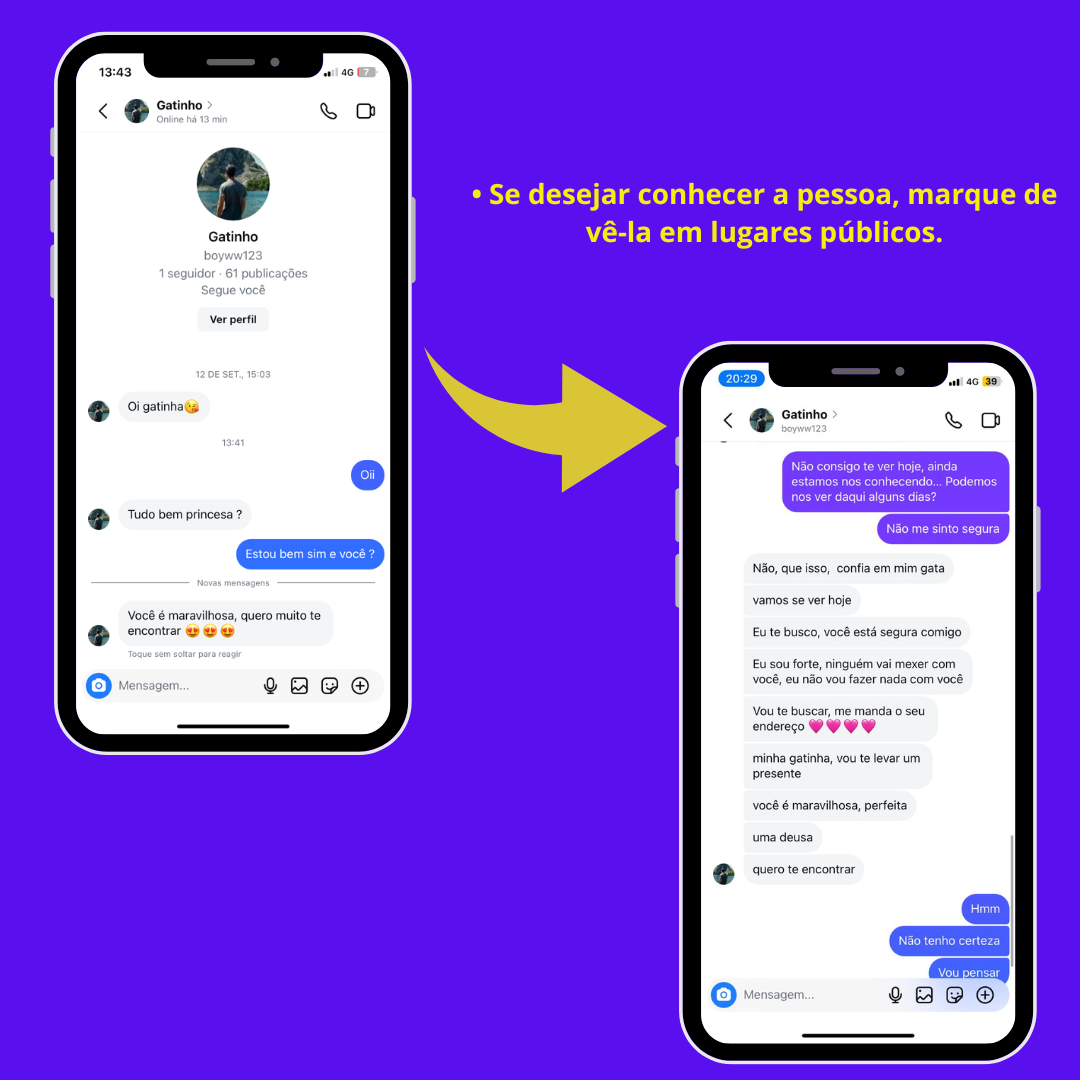 13:43
4G 7
Gatinho
Online há 13 min
Gatinho
boyww123
1 seguidor · 61 publicações
Segue você
Ver perfil
12 DE SET., 15:03
Oi gatinha😘
13:41
Oii
Tudo bem princesa ?
Estou bem sim e você ?
Novas mensagens
Você é maravilhosa, quero muito te
encontrar 😍😍😍
Toque sem soltar para reagir
Mensagem...
• Se desejar conhecer a pessoa, marque de
vê-la em lugares públicos.
20:29
4G 39
Gatinho
boyww123
Não consigo te ver hoje, ainda
estamos nos conhecendo... Podemos
nos ver daqui alguns dias?
Não me sinto segura
Não, que isso,  confia em mim gata
vamos se ver hoje
Eu te busco, você está segura comigo
Eu sou forte, ninguém vai mexer com
você, eu não vou fazer nada com você
Vou te buscar, me manda o seu
endereço 💗💗💗💗
minha gatinha, vou te levar um
presente
você é maravilhosa, perfeita
uma deusa
quero te encontrar
Hmm
Não tenho certeza
Vou pensar
Mensagem...